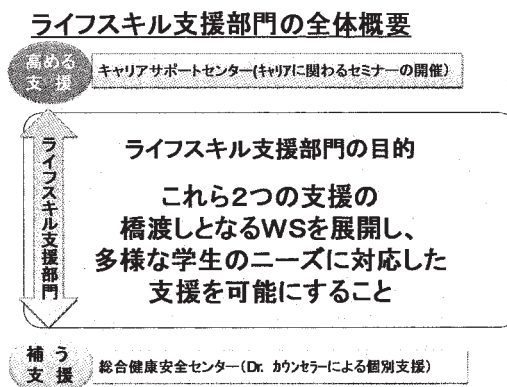 ライフスキル支援部門の全体概要
高める
支援
キャリアサポートセンター(キャリアに関わるセミナーの開催)
ライフスキル支援部門
ライフスキル支援部門の目的
これら2つの支援の
橋渡しとなるWSを展開し、
多様な学生のニーズに対応した
支援を可能にすること
補う
支援
総合健康安全センター(Dr. カウンセラーによる個別支援)